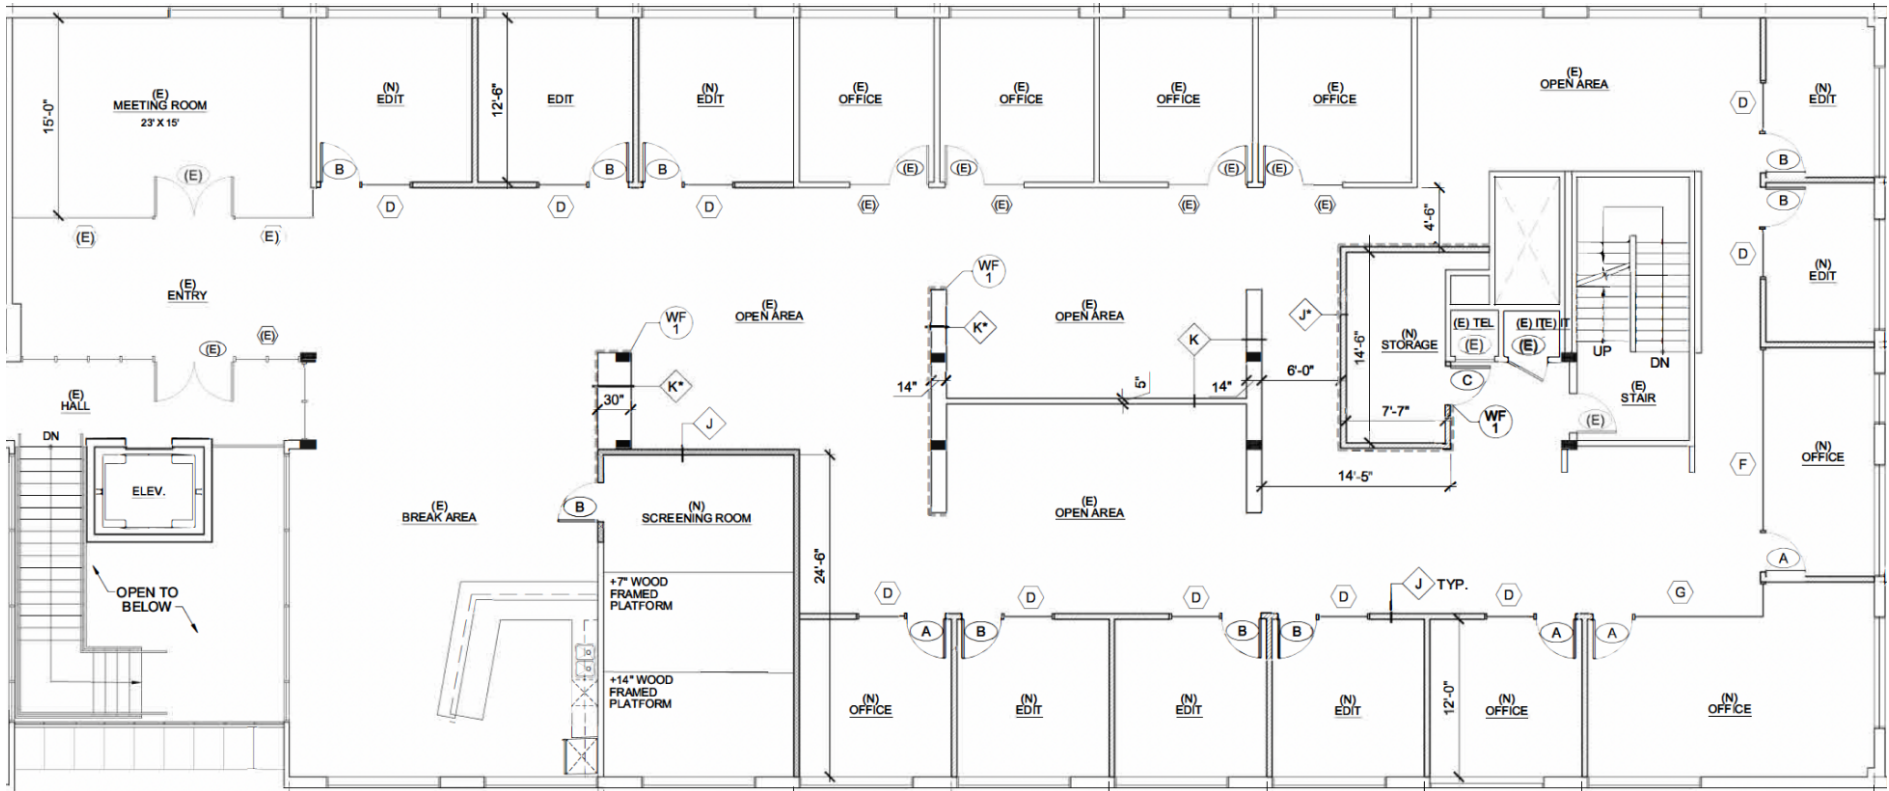 (E)
MEETING ROOM
23' X 15'
15'-0"
(E)
(E)
(E)
(N)
EDIT
B
D
12'-6"
EDIT
B
D
(N)
EDIT
B
D
(E)
OFFICE
(E)
(E)
(E)
OFFICE
(E)
(E)
(E)
OFFICE
(E)
(E)
(E)
OFFICE
(E)
(E)
(E)
OPEN AREA
D
(N)
EDIT
B
B
D
(N)
EDIT
4'-6"
(E)
ENTRY
(E)
(E)
(E)
HALL
DN
WF
1
K*
30"
J
(E)
OPEN AREA
WF
1
K*
14"
(E)
OPEN AREA
K
5"
14"
6'-0"
J*
14'-6"
(N)
STORAGE
7'-7"
14'-5"
(E) TEL
(E)
(E) IT(E) IT
(E)
C
WF
1
UP
DN
(E)
STAIR
(E)
F
(N)
OFFICE
A
ELEV.
OPEN TO
BELOW
(E)
BREAK AREA
B
(N)
SCREENING ROOM
+7" WOOD
FRAMED
PLATFORM
+14" WOOD
FRAMED
PLATFORM
24'-6"
(E)
OPEN AREA
D
A
(N)
OFFICE
D
B
(N)
EDIT
D
B
(N)
EDIT
D
B
(N)
EDIT
J
TYP.
12'-0"
D
A
(N)
OFFICE
G
A
(N)
OFFICE